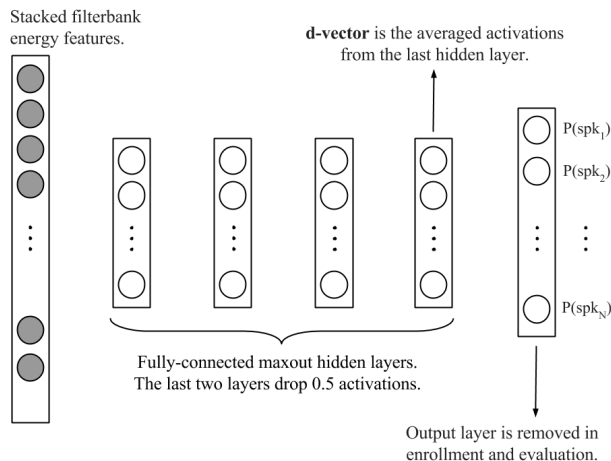 Stacked filterbank
energy features.
d-vector is the averaged activations
from the last hidden layer.
P(spk₁)
P(spk₂)
P(spk_N)
Fully-connected maxout hidden layers.
The last two layers drop 0.5 activations.
Output layer is removed in
enrollment and evaluation.